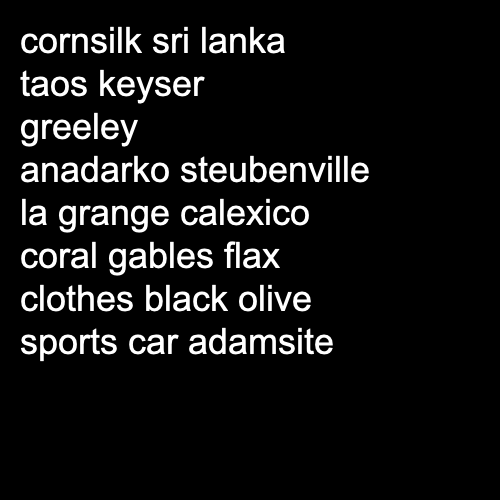 cornsilk sri lanka
taos keyser
greeley
anadarko steubenville
la grange calexico
coral gables flax
clothes black olive
sports car adamsite